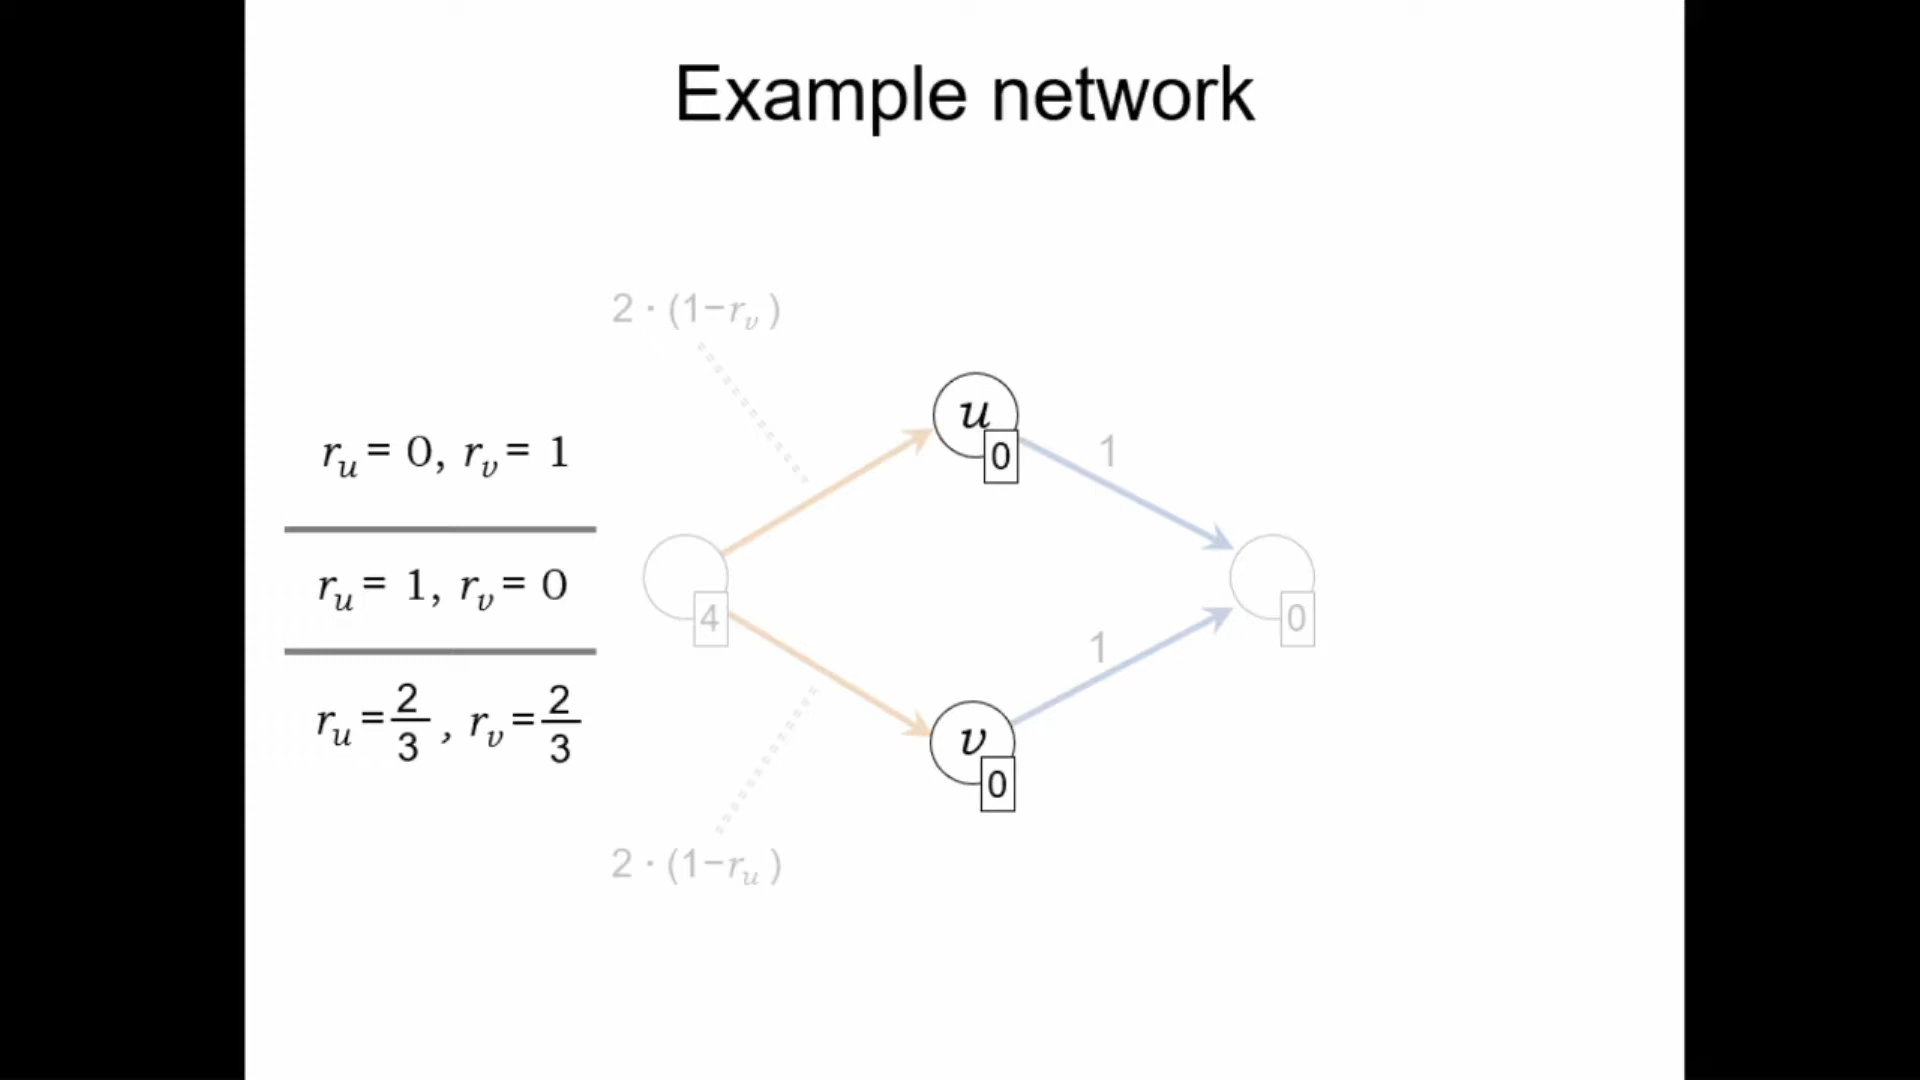 Example network
2 · (1−r_v)
r_u = 0, r_v = 1
r_u = 1, r_v = 0
r_u = 2/3, r_v = 2/3
u
0
1
4
0
1
v
0
2 · (1−r_u)